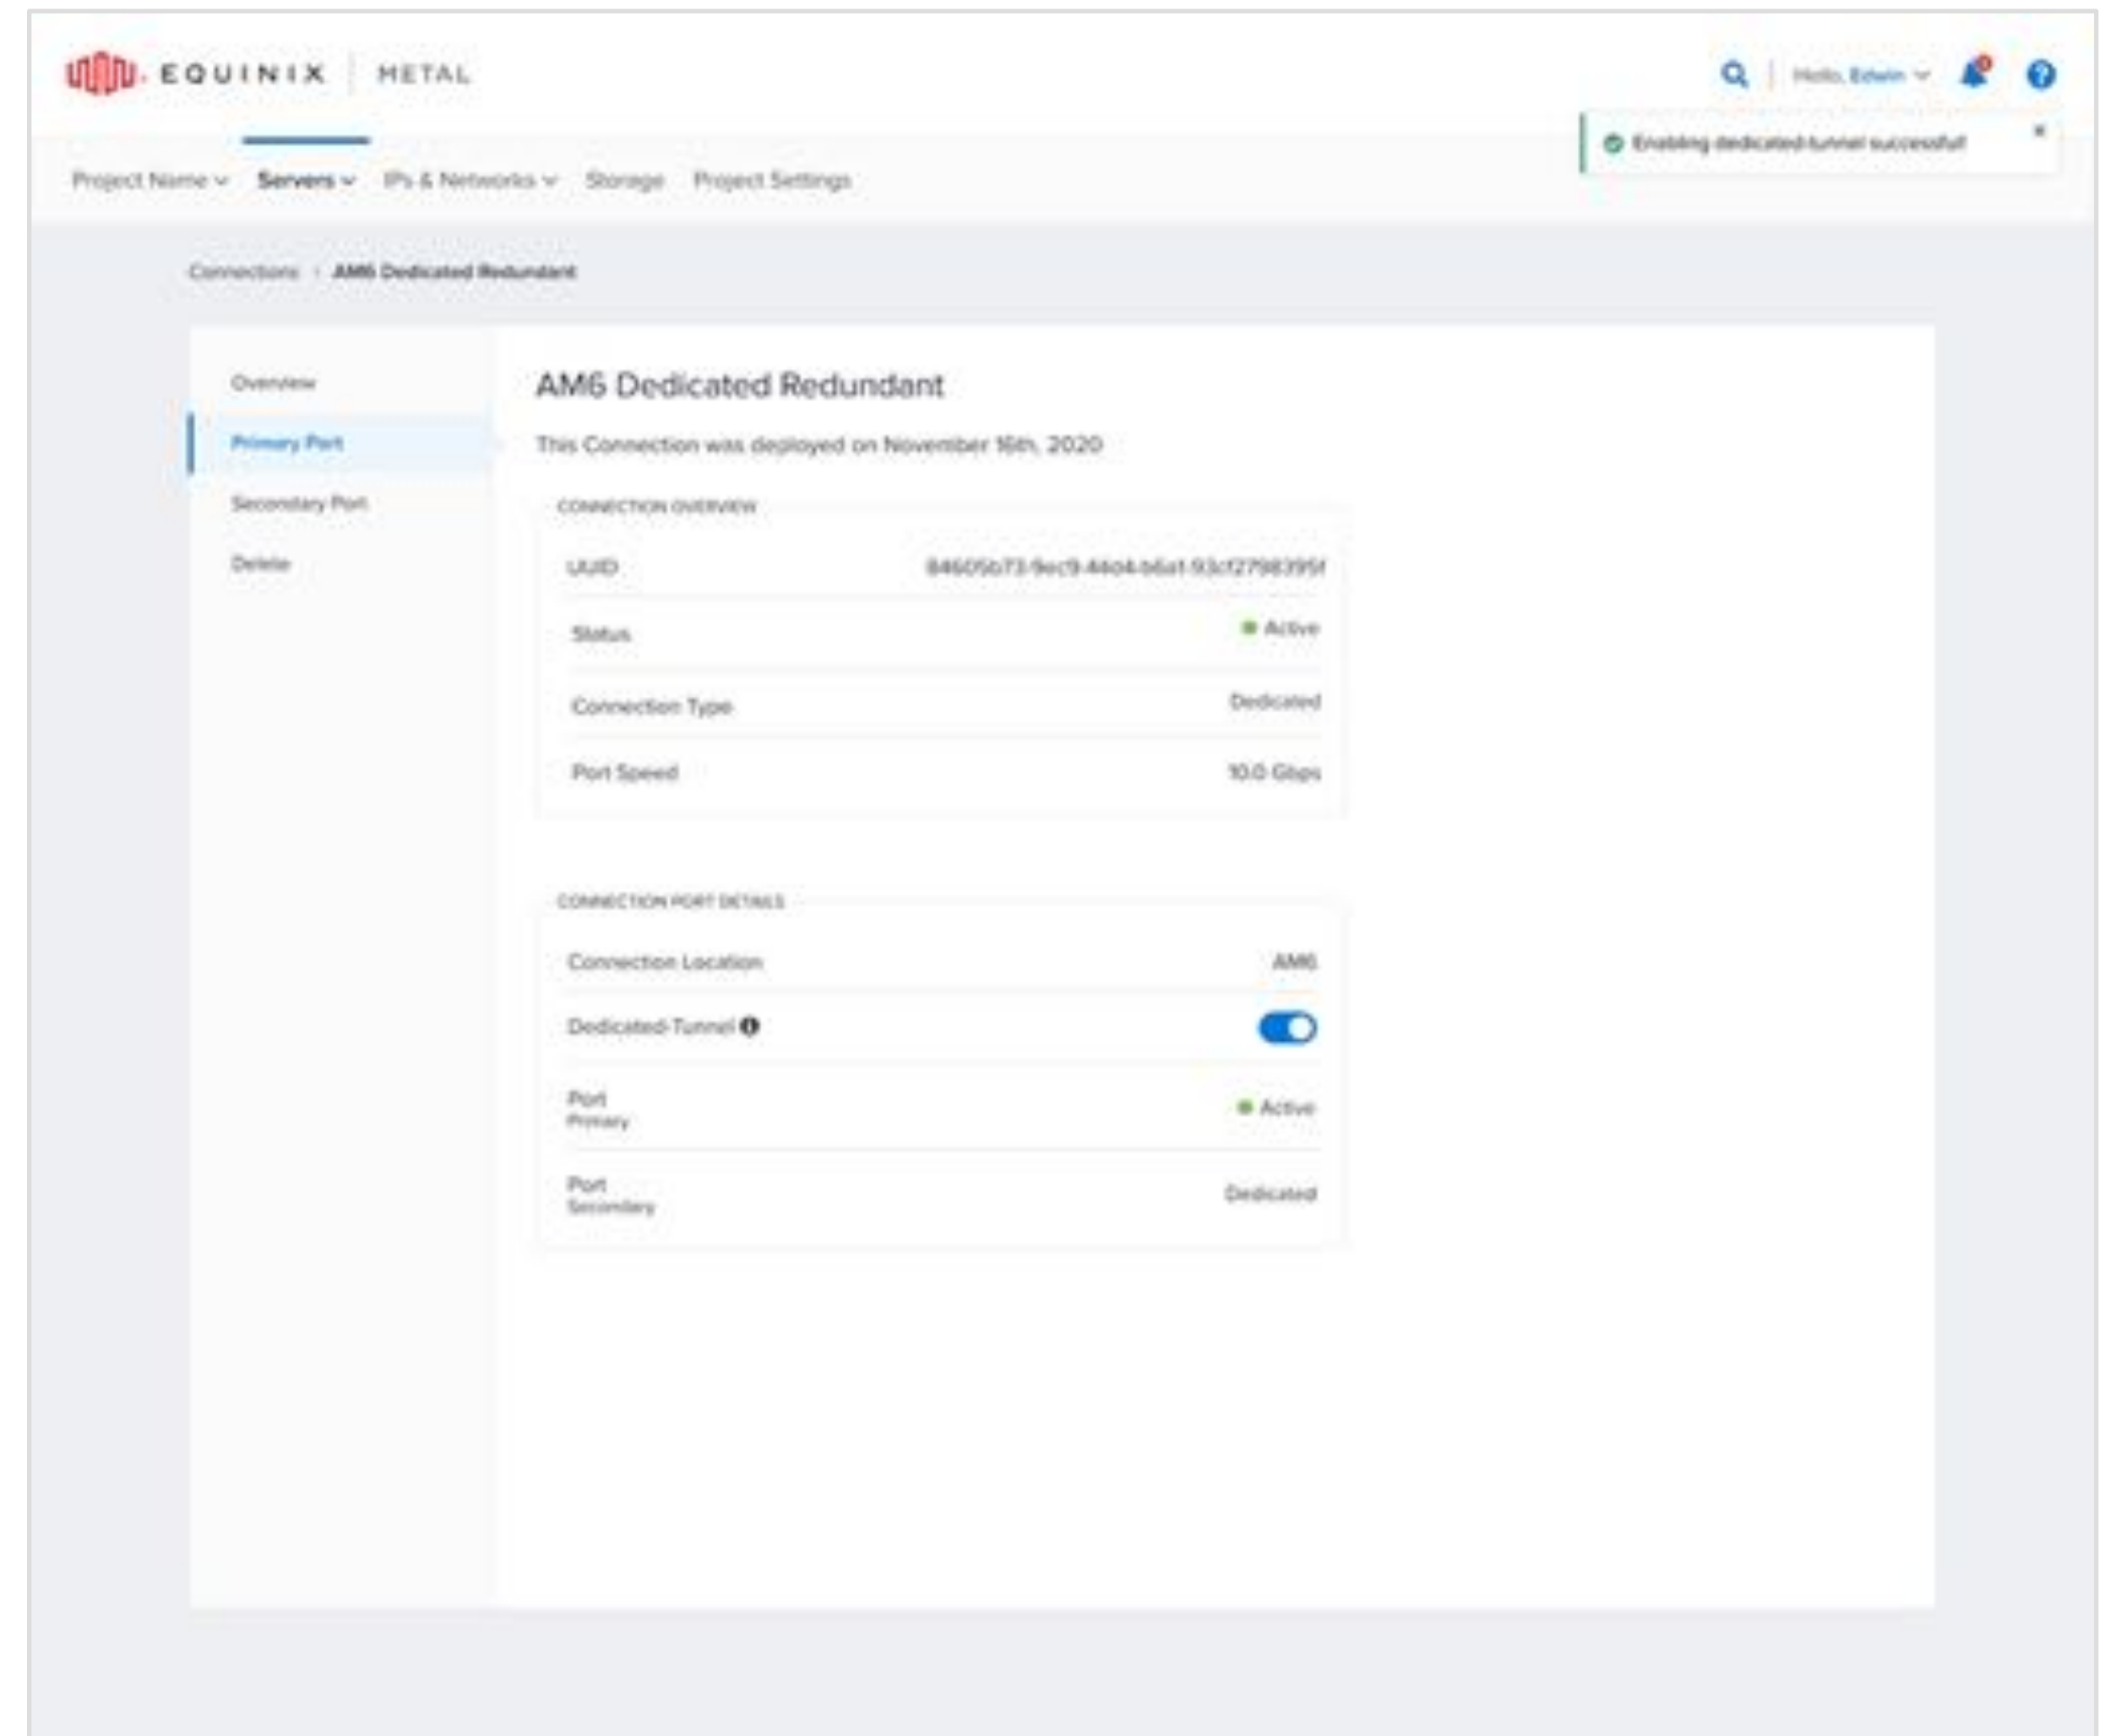 EQUINIX METAL
Hello, Edwin
Enabling dedicated-tunnel successful!
Project Name Servers IPs & Networks Storage Project Settings
Connections › AM6 Dedicated Redundant
Overview
Primary Port
Secondary Port
Delete
AM6 Dedicated Redundant
This Connection was deployed on November 16th, 2020
CONNECTION OVERVIEW
UUID
Status Active
Connection Type Dedicated
Port Speed 10.0 Gbps
CONNECTION PORT DETAILS
Connection Location AM6
Dedicated-Tunnel
Port Active
Primary
Port Dedicated
Secondary